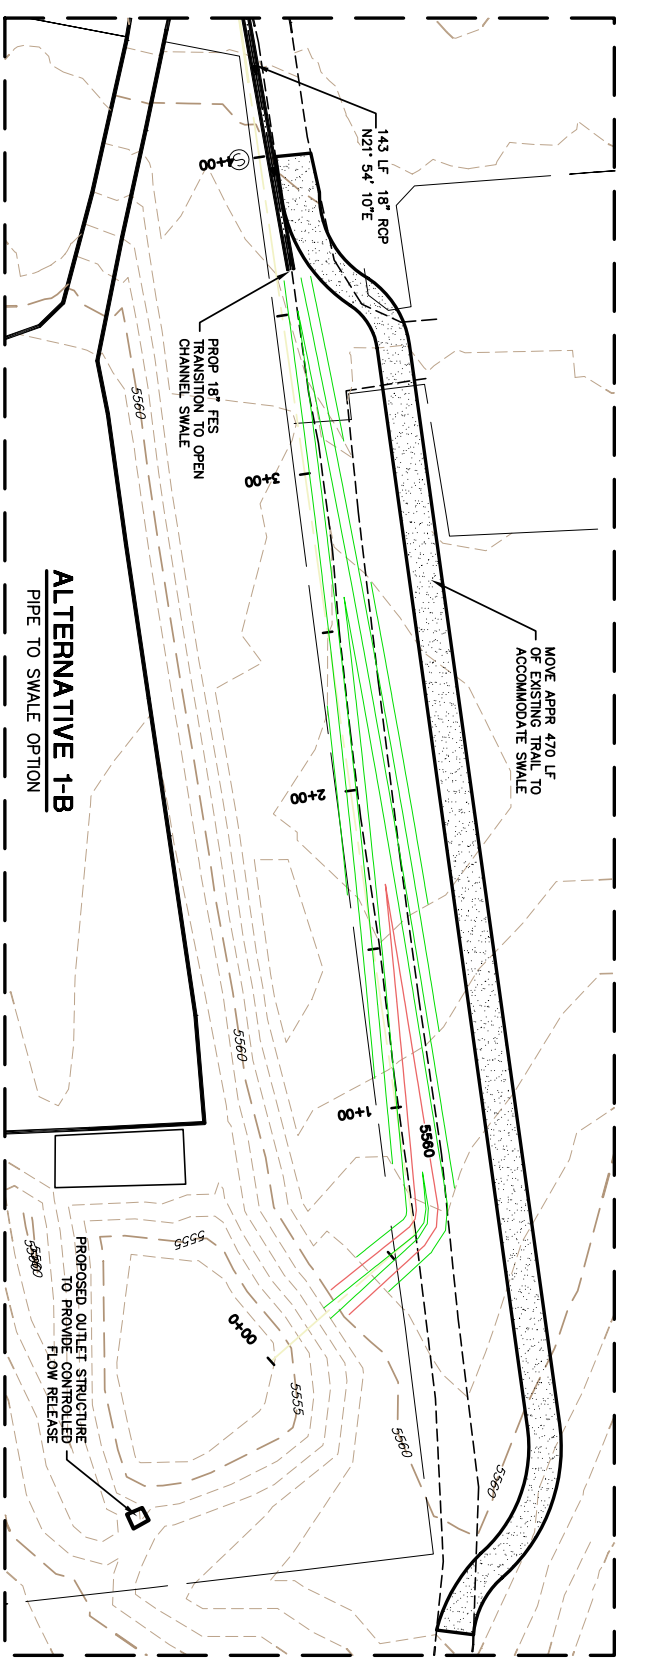 143 LF 18" RCP
N21° 54' 10"E
4+00
S
PROP 18" FES
TRANSITION TO OPEN
CHANNEL SWALE
5560
3+00
MOVE APPR 470 LF
OF EXISTING TRAIL TO
ACCOMMODATE SWALE
ALTERNATIVE 1-B
PIPE TO SWALE OPTION
2+00
5560
1+00
5560
5555
5560
PROPOSED OUTLET STRUCTURE
TO PROVIDE CONTROLLED
FLOW RELEASE
0+00
5555
5560
5560